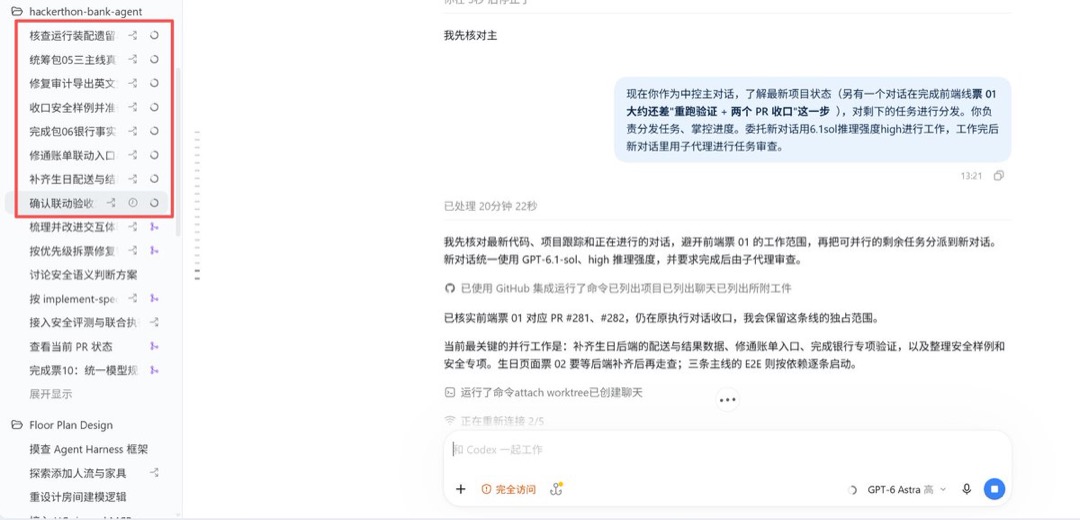 hackerthon-bank-agent
核查运行装配遗留
统筹包05三主线真
修复审计导出英文
收口安全样例并准
完成包06银行事实
修通账单联动入口
补齐生日配送与结
确认联动验收
梳理并改进交互体
按优先级拆票修复
讨论安全语义判断方案
按 implement-spe
接入安全评测与联合执
查看当前 PR 状态
完成票10：统一模型规
展开显示
Floor Plan Design
摸查 Agent Harness 框架
探索添加人流与家具
重设计房间建模逻辑
我先核对主
现在你作为中控主对话，了解最新项目状态（另有一个对话在完成前端线票 01
大约还差"重跑验证 + 两个 PR 收口"这一步 ），对剩下的任务进行分发。你负
责分发任务、掌控进度。委托新对话用6.1sol推理强度high进行工作，工作完后
新对话里用子代理进行任务审查。
13:21
已处理 20分钟 22秒
我先核对最新代码、项目跟踪和正在进行的对话，避开前端票 01 的工作范围，再把可并行的剩余任务分派到新对话。
新对话统一使用 GPT-6.1-sol、high 推理强度，并要求完成后由子代理审查。
已使用 GitHub 集成运行了命令已列出项目已列出聊天已列出所附工件
已核实前端票 01 对应 PR #281、#282，仍在原执行对话收口，我会保留这条线的独占范围。
当前最关键的并行工作是：补齐生日后端的配送与结果数据、修通账单入口、完成银行专项验证，以及整理安全样例和
安全专项。生日页面票 02 要等后端补齐后再走查；三条主线的 E2E 则按依赖逐条启动。
运行了命令attach worktree已创建聊天
正在重新连接 2/5
和 Codex 一起工作
完全访问
GPT-6 Astra 高